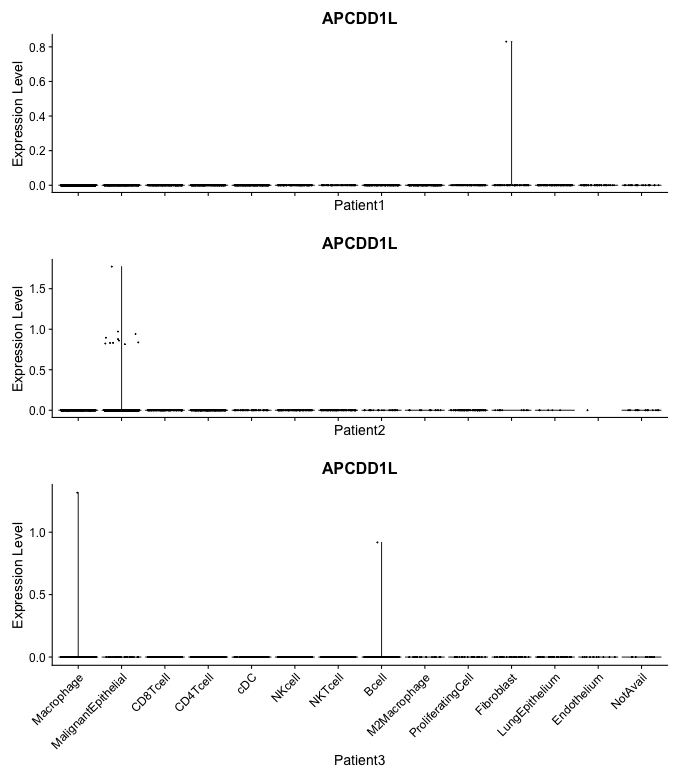 APCDD1L
Expression Level
0.8
0.6
0.4
0.2
0.0
Patient1
APCDD1L
Expression Level
1.5
1.0
0.5
0.0
Patient2
APCDD1L
Expression Level
1.0
0.5
0.0
Macrophage
MalignantEpithelial
CD8Tcell
CD4Tcell
cDC
NKcell
NKTcell
Bcell
M2Macrophage
ProliferatingCell
Fibroblast
LungEpithelium
Endothelium
NotAvail
Patient3